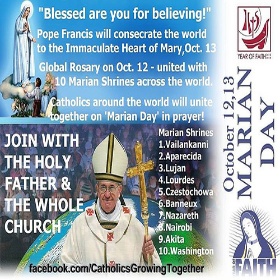 "Blessed are you for believing!"
Pope Francis will consecrate the world
to the Immaculate Heart of Mary,Oct. 13
Global Rosary on Oct. 12 - united with
10 Marian Shrines across the world.
Catholics around the world will unite
together on 'Marian Day' in prayer!
JOIN WITH
THE HOLY
FATHER &
THE WHOLE
CHURCH
Marian Shrines
1.Vailankanni
2.Aparecida
3.Lujan
4.Lourdes
5.Czestochowa
6.Banneux
7.Nazareth
8.Nairobi
9.Akita
10.Washington
facebook.com/CatholicsGrowingTogether
YEAR OF FAITH
October 12,13
MARIAN
DAY
FAITH